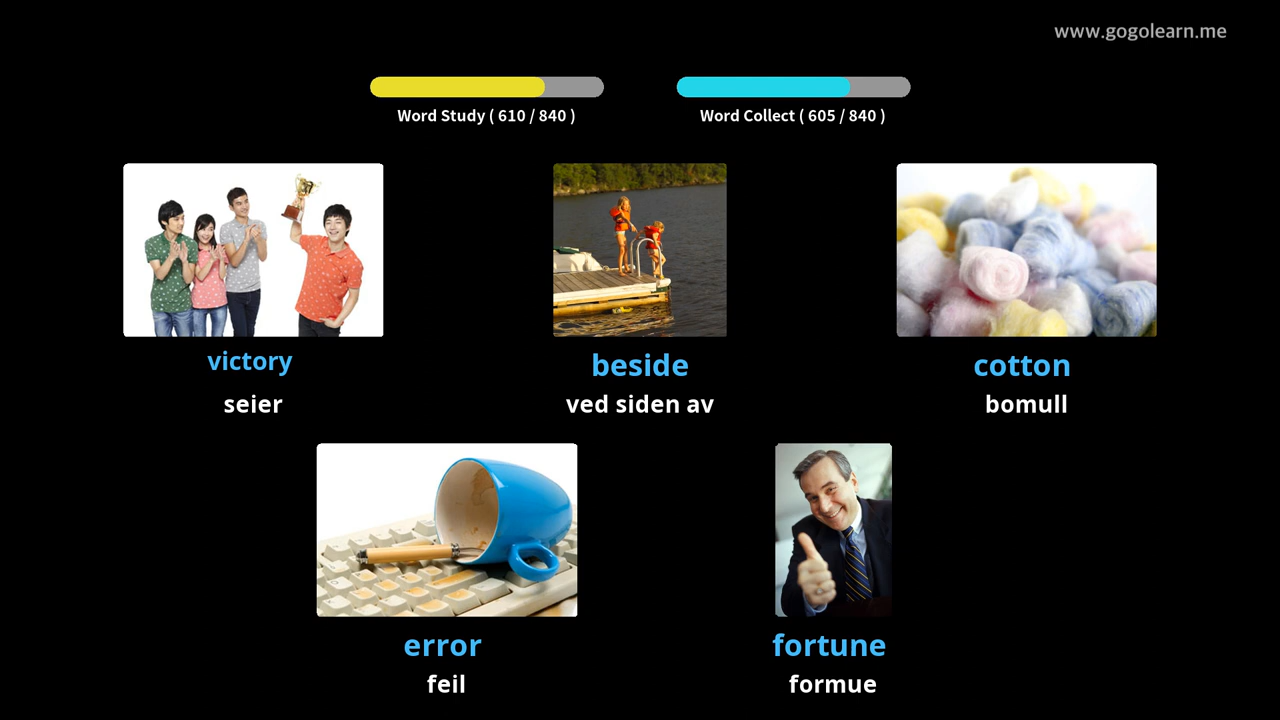 www.gogolearn.me
Word Study ( 610 / 840 )
Word Collect ( 605 / 840 )
victory
seier
beside
ved siden av
cotton
bomull
error
feil
fortune
formue